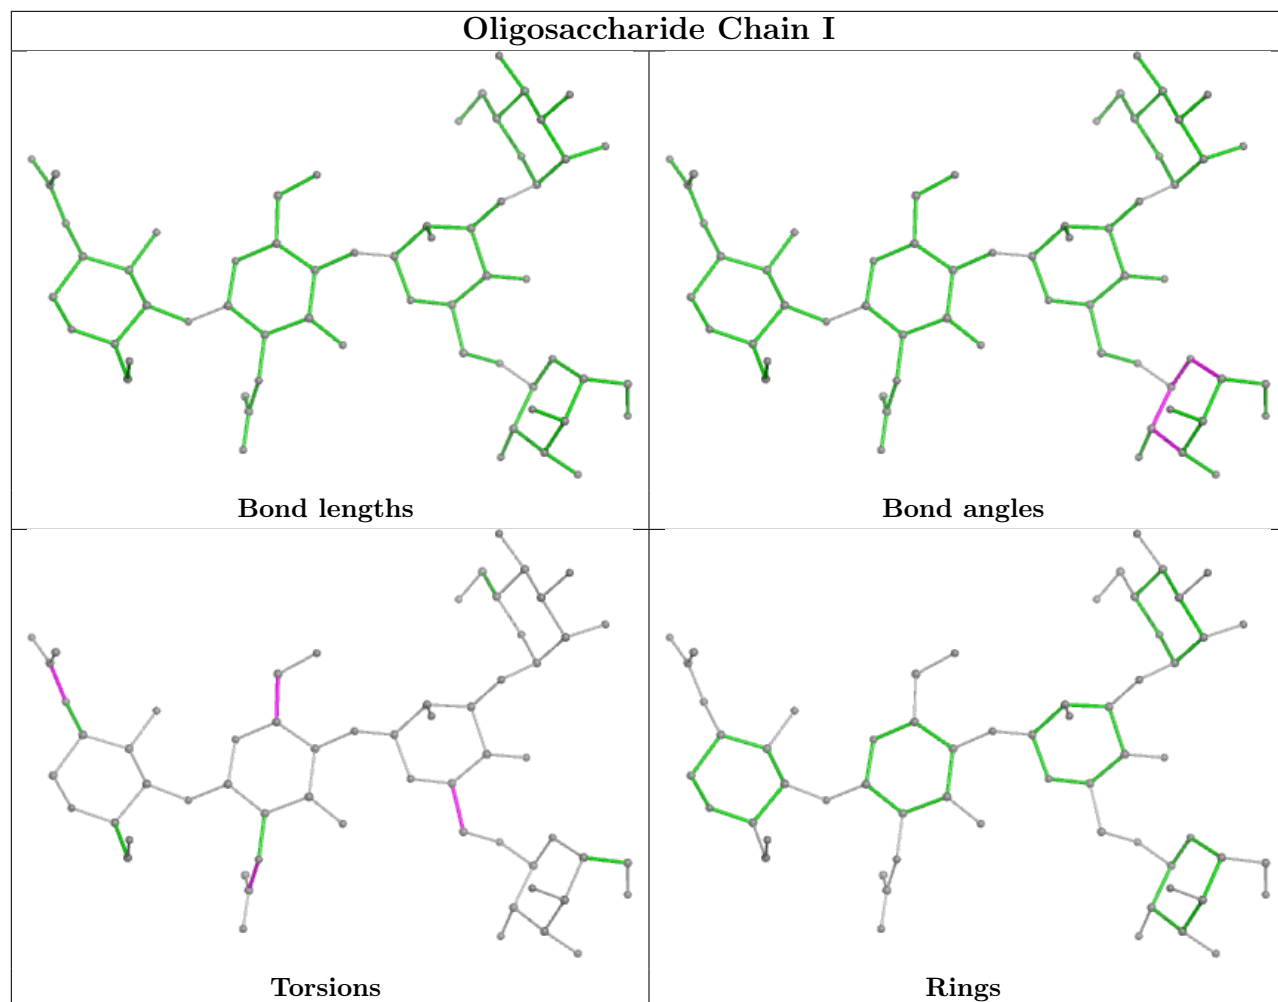 Oligosaccharide Chain I
Bond lengths
Bond angles
Torsions
Rings